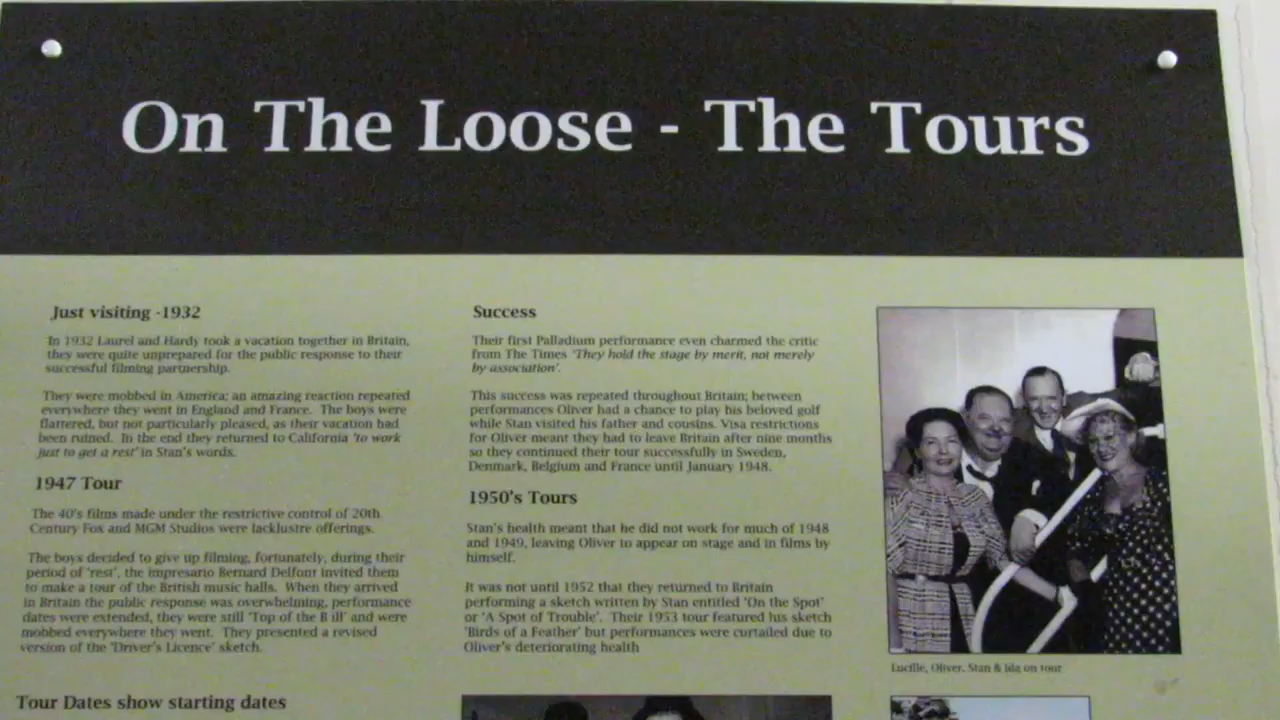 On The Loose - The Tours
Just visiting -1932
In 1932 Laurel and Hardy took a vacation together in Britain,
they were quite unprepared for the public response to their
successful filming partnership.
They were mobbed in America; an amazing reaction repeated
everywhere they went in England and France. The boys were
flattered, but not particularly pleased, as their vacation had
been ruined. In the end they returned to California 'to work
just to get a rest' in Stan's words.
1947 Tour
The 40's films made under the restrictive control of 20th
Century Fox and MGM Studios were lacklustre offerings.
The boys decided to give up filming, fortunately, during their
period of 'rest', the impresario Bernard Delfont invited them
to make a tour of the British music halls. When they arrived
in Britain the public response was overwhelming, performance
dates were extended, they were still 'Top of the Bill' and were
mobbed everywhere they went. They presented a revised
version of the 'Driver's Licence' sketch.
Tour Dates show starting dates
Success
Their first Palladium performance even charmed the critic
from The Times 'They hold the stage by merit, not merely
by association'.
This success was repeated throughout Britain; between
performances Oliver had a chance to play his beloved golf
while Stan visited his father and cousins. Visa restrictions
for Oliver meant they had to leave Britain after nine months
so they continued their tour successfully in Sweden,
Denmark, Belgium and France until January 1948.
1950's Tours
Stan's health meant that he did not work for much of 1948
and 1949, leaving Oliver to appear on stage and in films by
himself.
It was not until 1952 that they returned to Britain
performing a sketch written by Stan entitled 'On the Spot'
or 'A Spot of Trouble'. Their 1953 tour featured his sketch
'Birds of a Feather' but performances were curtailed due to
Oliver's deteriorating health
Lucille, Oliver, Stan & Ida on tour